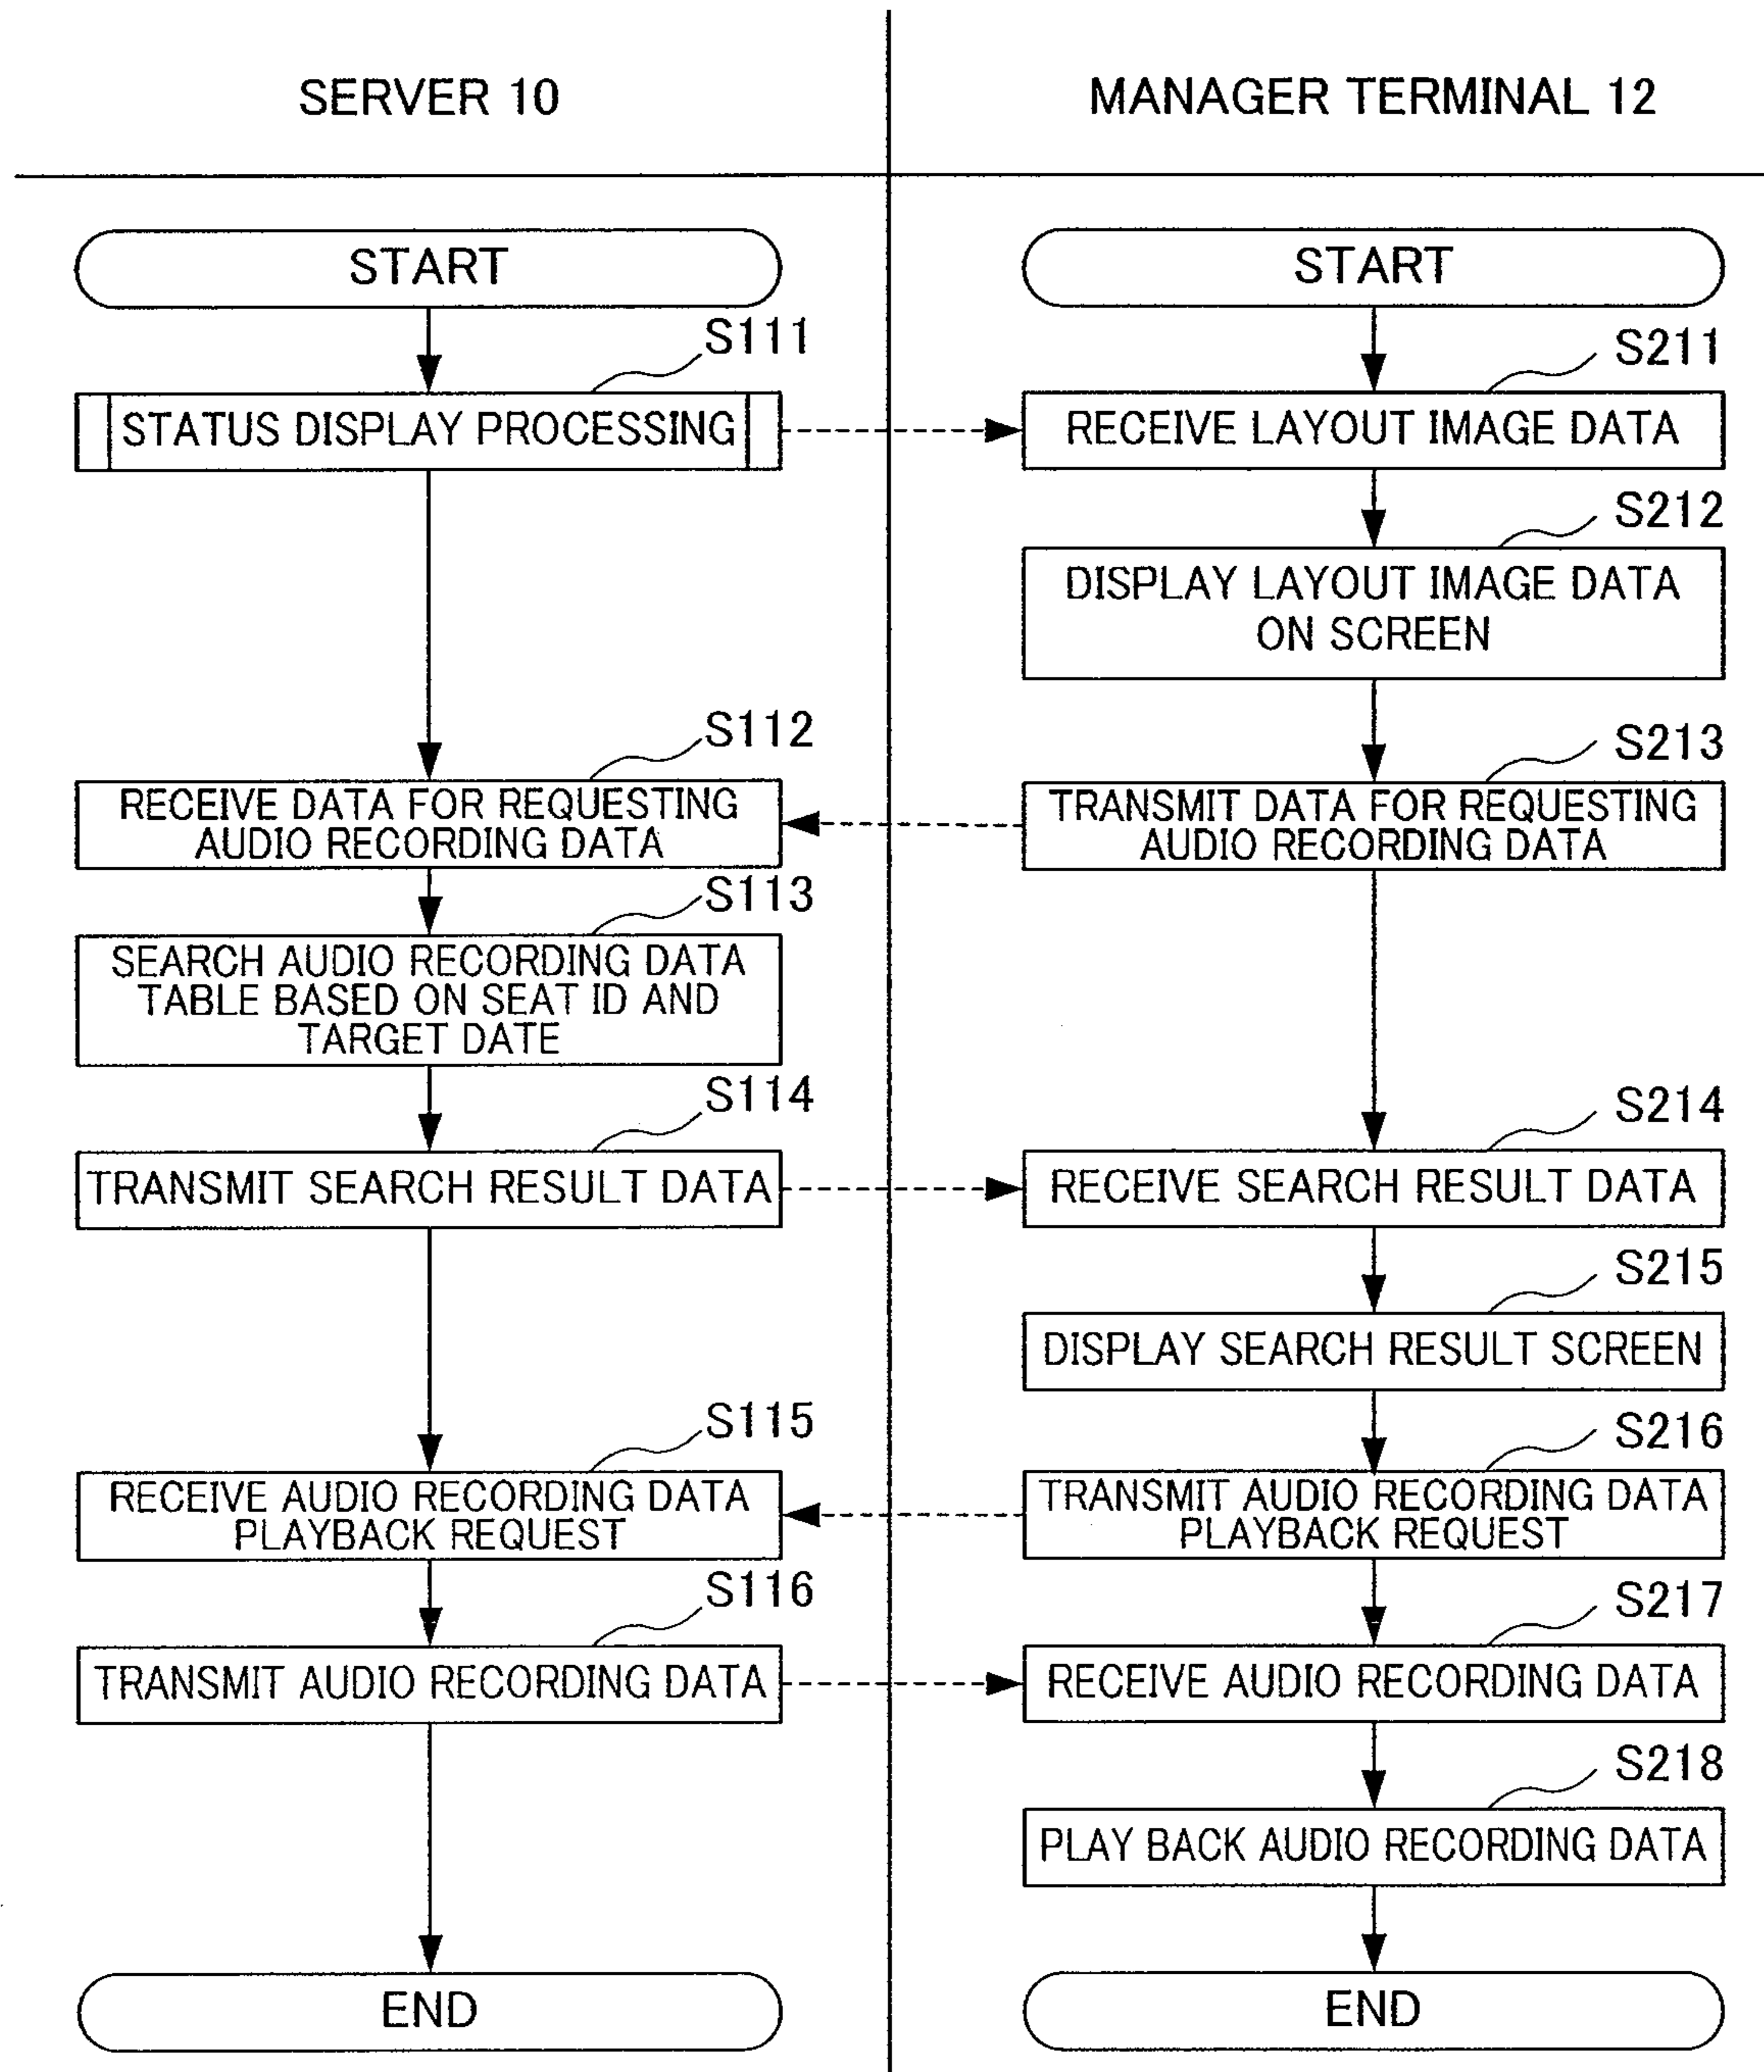 SERVER 10
MANAGER TERMINAL 12
START
START
S111
S211
STATUS DISPLAY PROCESSING
RECEIVE LAYOUT IMAGE DATA
S212
DISPLAY LAYOUT IMAGE DATA
ON SCREEN
S112
S213
RECEIVE DATA FOR REQUESTING
AUDIO RECORDING DATA
TRANSMIT DATA FOR REQUESTING
AUDIO RECORDING DATA
S113
SEARCH AUDIO RECORDING DATA
TABLE BASED ON SEAT ID AND
TARGET DATE
S114
S214
TRANSMIT SEARCH RESULT DATA
RECEIVE SEARCH RESULT DATA
S215
DISPLAY SEARCH RESULT SCREEN
S115
S216
RECEIVE AUDIO RECORDING DATA
PLAYBACK REQUEST
TRANSMIT AUDIO RECORDING DATA
PLAYBACK REQUEST
S116
S217
TRANSMIT AUDIO RECORDING DATA
RECEIVE AUDIO RECORDING DATA
S218
PLAY BACK AUDIO RECORDING DATA
END
END